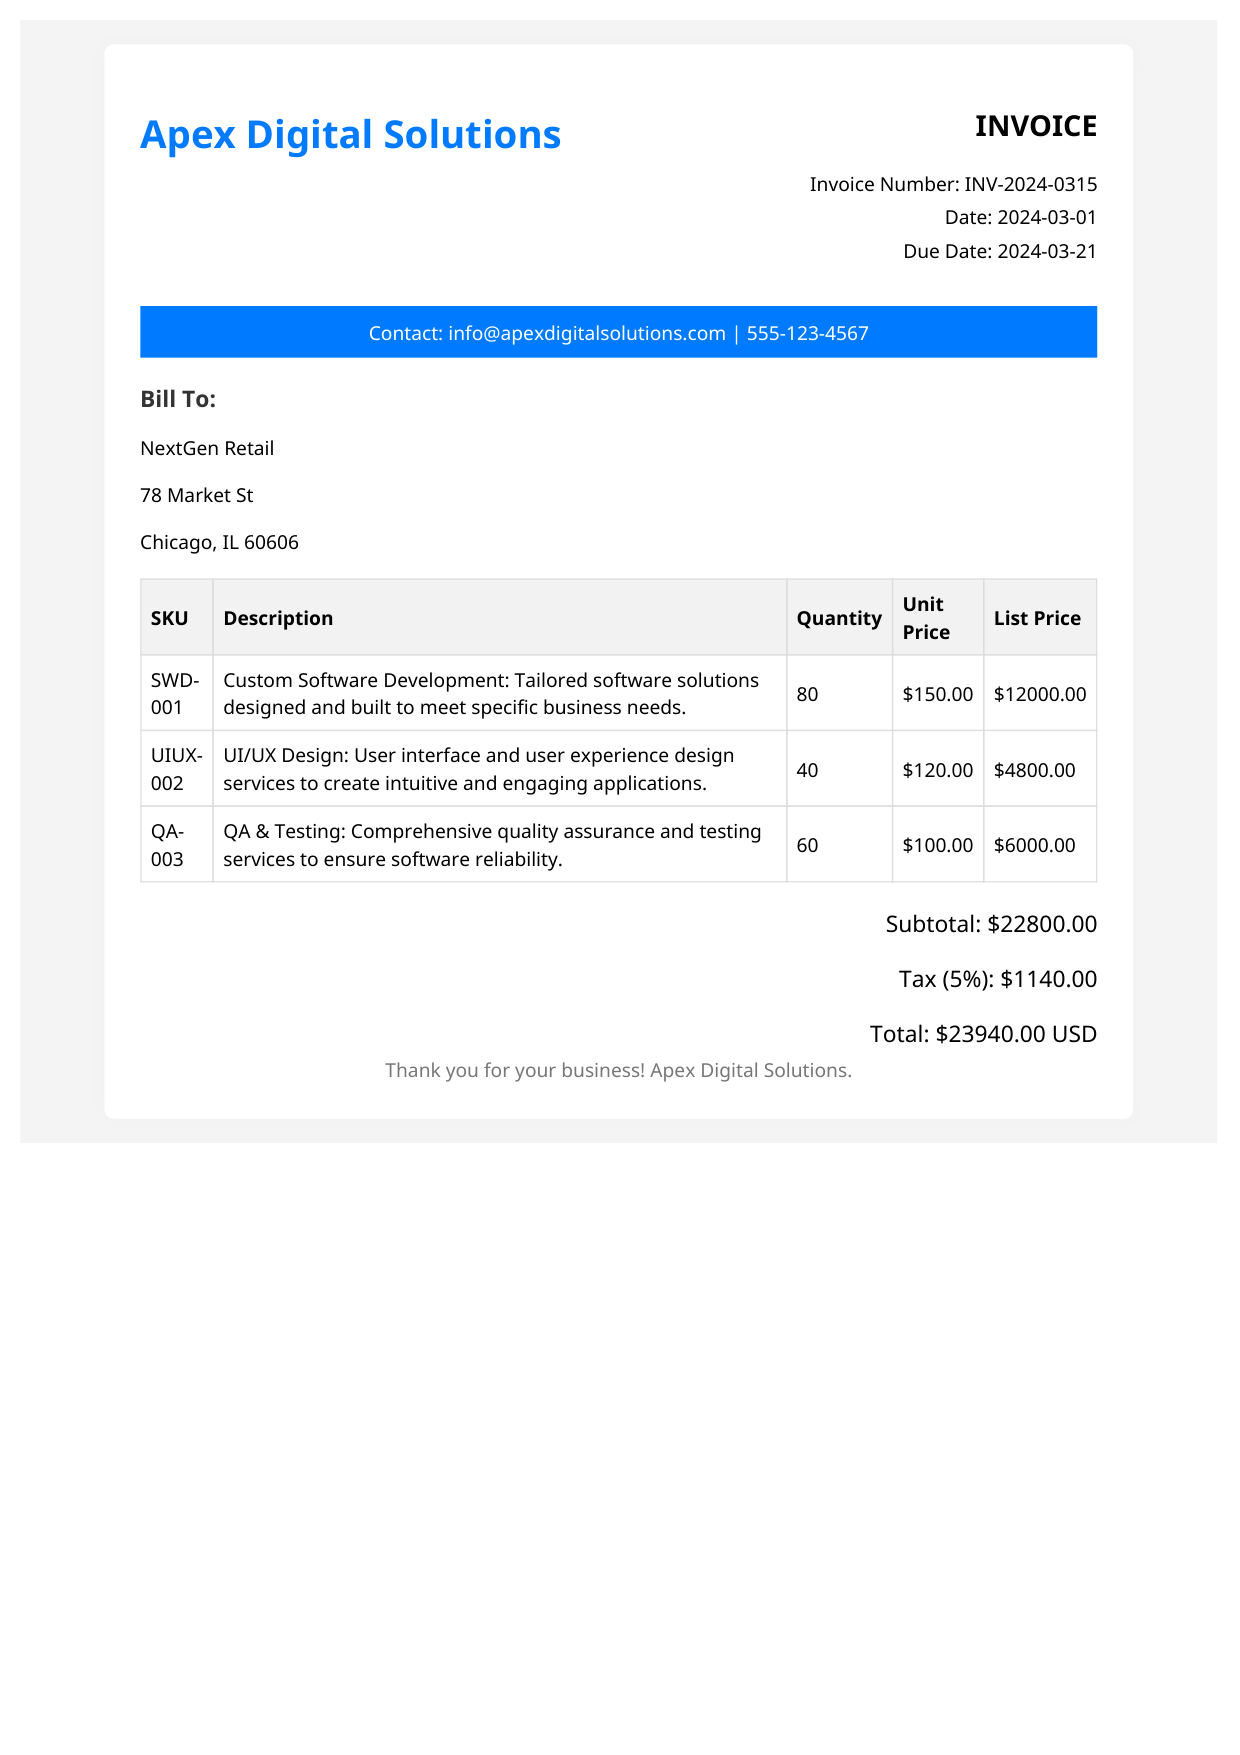 Apex Digital Solutions
INVOICE
Invoice Number: INV-2024-0315
Date: 2024-03-01
Due Date: 2024-03-21
Contact: info@apexdigitalsolutions.com | 555-123-4567
Bill To:
NextGen Retail
78 Market St
Chicago, IL 60606
SKU Description Quantity Unit Price List Price
SWD-001 Custom Software Development: Tailored software solutions
designed and built to meet specific business needs. 80 $150.00 $12000.00
UIUX-002 UI/UX Design: User interface and user experience design
services to create intuitive and engaging applications. 40 $120.00 $4800.00
QA-003 QA & Testing: Comprehensive quality assurance and testing
services to ensure software reliability. 60 $100.00 $6000.00
Subtotal: $22800.00
Tax (5%): $1140.00
Total: $23940.00 USD
Thank you for your business! Apex Digital Solutions.